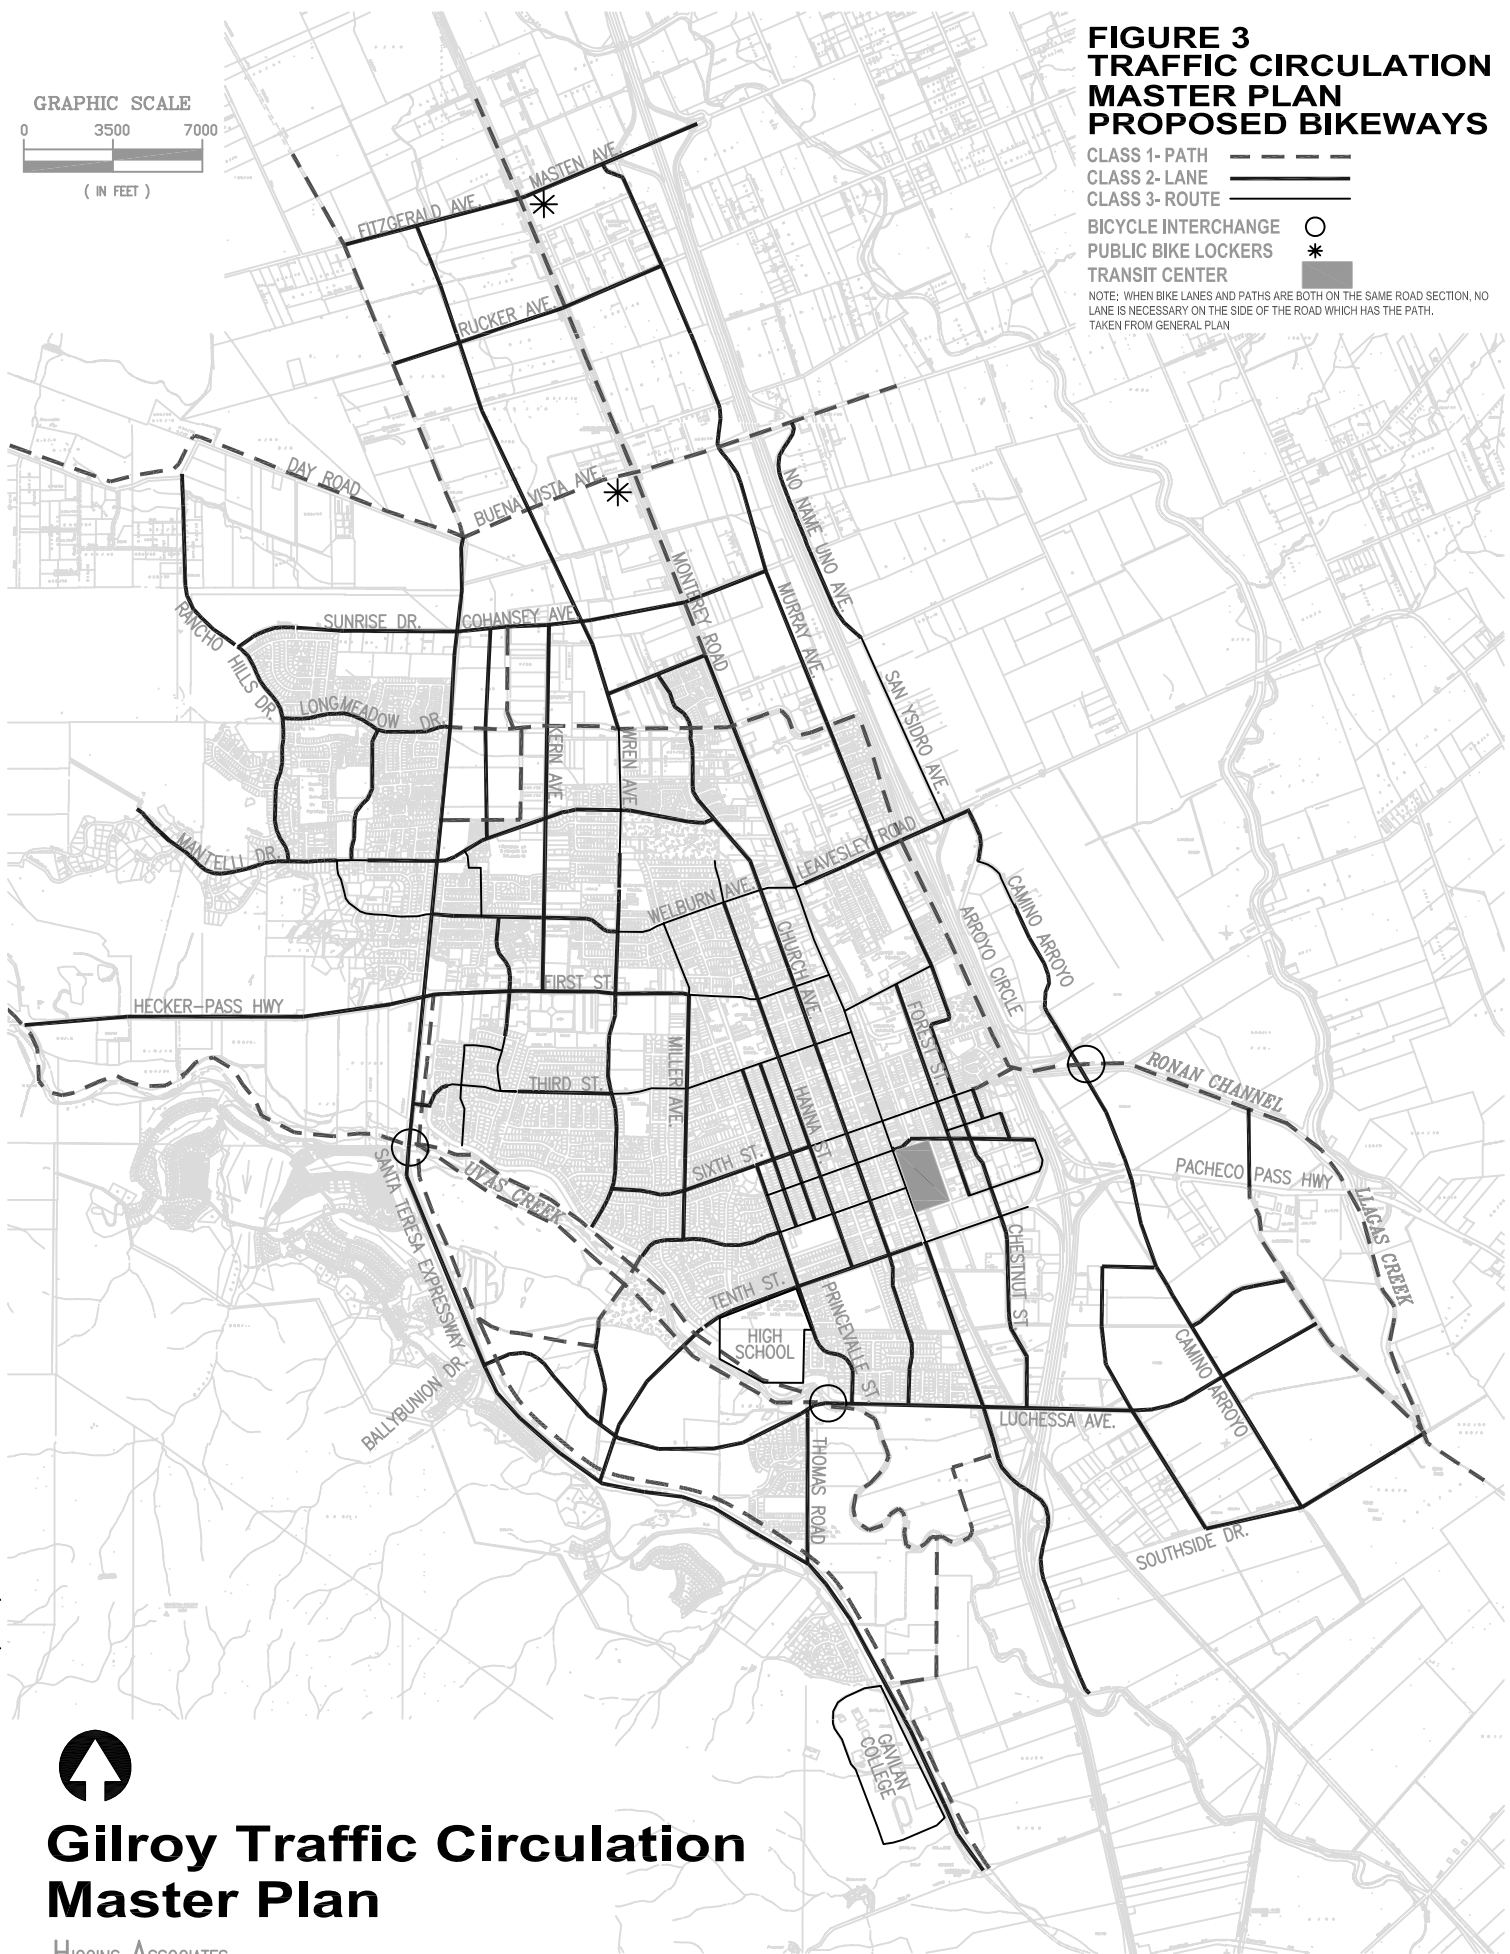 FIGURE 3
TRAFFIC CIRCULATION
MASTER PLAN
PROPOSED BIKEWAYS
CLASS 1- PATH
CLASS 2- LANE
CLASS 3- ROUTE
BICYCLE INTERCHANGE
PUBLIC BIKE LOCKERS
TRANSIT CENTER
NOTE: WHEN BIKE LANES AND PATHS ARE BOTH ON THE SAME ROAD SECTION, NO
LANE IS NECESSARY ON THE SIDE OF THE ROAD WHICH HAS THE PATH.
TAKEN FROM GENERAL PLAN
GRAPHIC SCALE
0 3500 7000
( IN FEET )
MASTEN AVE.
FITZGERALD AVE.
RUCKER AVE.
DAY ROAD
BUENA VISTA AVE.
NO NAME UNO AVE.
MONTEREY ROAD
MURRAY AVE.
RANCHO HILLS DR.
SUNRISE DR.
COHANSEY AVE
SAN YSIDRO AVE.
LONGMEADOW DR.
KERN AVE.
WREN AVE.
MANTELLI DR.
LEAVESLEY ROAD
WELBURN AVE.
CAMINO ARROYO
ARROYO CIRCLE
CHURCH AVE.
FIRST ST.
HECKER-PASS HWY
FOREST ST.
MILLER AVE.
RONAN CHANNEL
THIRD ST.
HANNA ST.
SIXTH ST.
PACHECO PASS HWY
SANTA TERESA EXPRESSWAY
UVAS CREEK
LLAGAS CREEK
CHESTNUT ST.
TENTH ST.
PRINCEVALLE ST.
HIGH
SCHOOL
CAMINO ARROYO
BALLYBUNION DR.
LUCHESSA AVE.
THOMAS ROAD
SOUTHSIDE DR.
GAVILAN
COLLEGE
Gilroy Traffic Circulation
Master Plan
HIGGINS ASSOCIATES